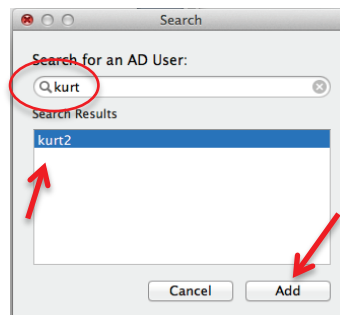 Search
Search for an AD User:
kurt
Search Results
kurt2
Cancel Add